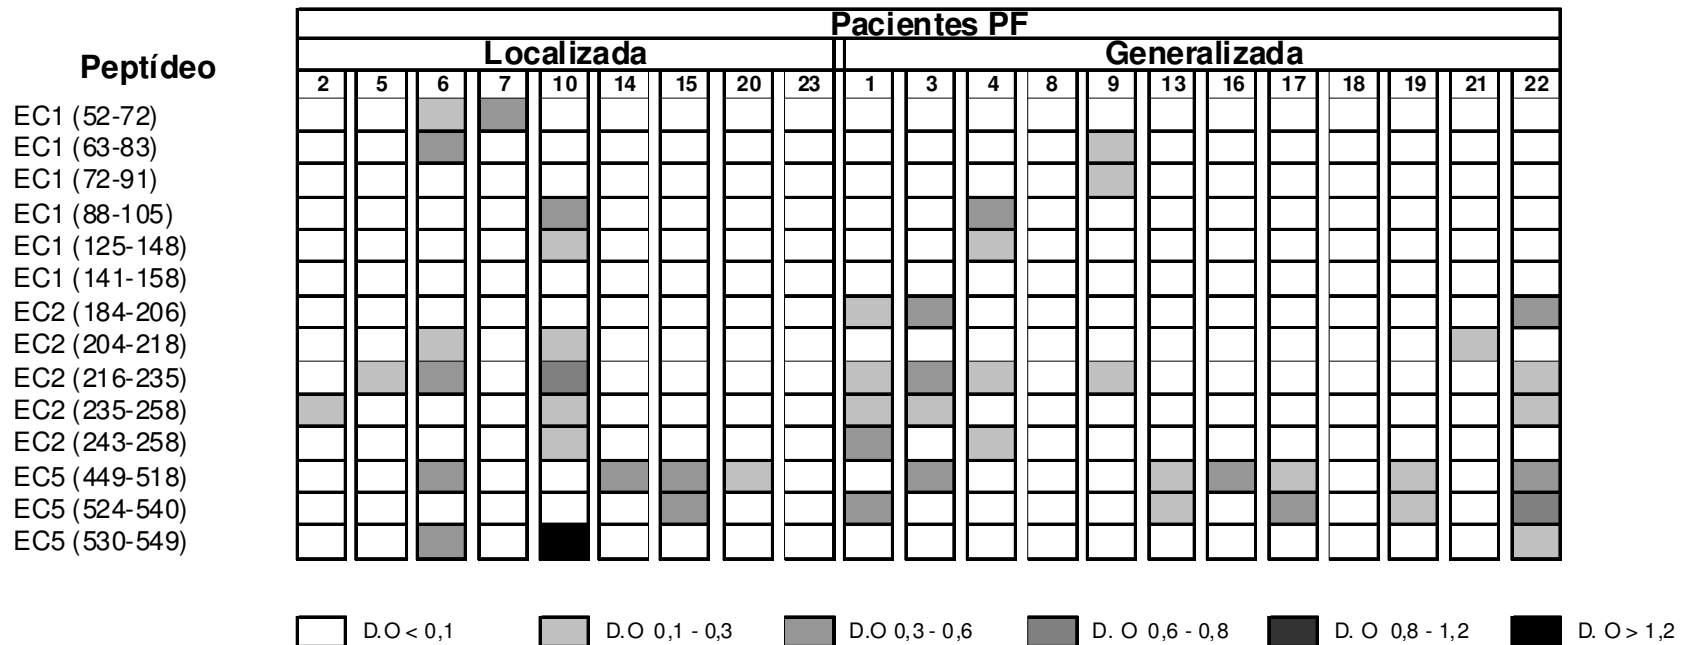 Pacientes PF
Localizada Generalizada
Peptídeo
2 5 6 7 10 14 15 20 23 1 3 4 8 9 13 16 17 18 19 21 22
EC1 (52-72)
EC1 (63-83)
EC1 (72-91)
EC1 (88-105)
EC1 (125-148)
EC1 (141-158)
EC2 (184-206)
EC2 (204-218)
EC2 (216-235)
EC2 (235-258)
EC2 (243-258)
EC5 (449-518)
EC5 (524-540)
EC5 (530-549)
D.O < 0,1 D.O 0,1 - 0,3 D.O 0,3 - 0,6 D. O 0,6 - 0,8 D. O 0,8 - 1,2 D. O > 1,2